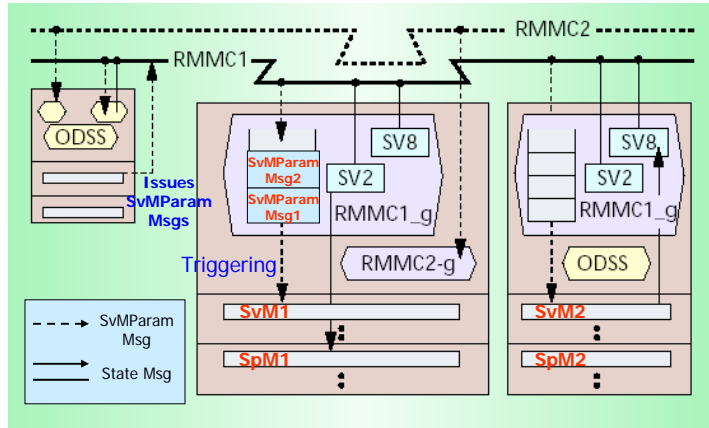 RMMC2
RMMC1
ODSS
Issues
SvMParam
Msgs
SvMParam
Msg2
SvMParam
Msg1
SV8
SV2
RMMC1_g
Triggering
RMMC2-g
SvM1
SpM1
SV8
SV2
RMMC1_g
ODSS
SvM2
SpM2
SvMParam
Msg
State Msg